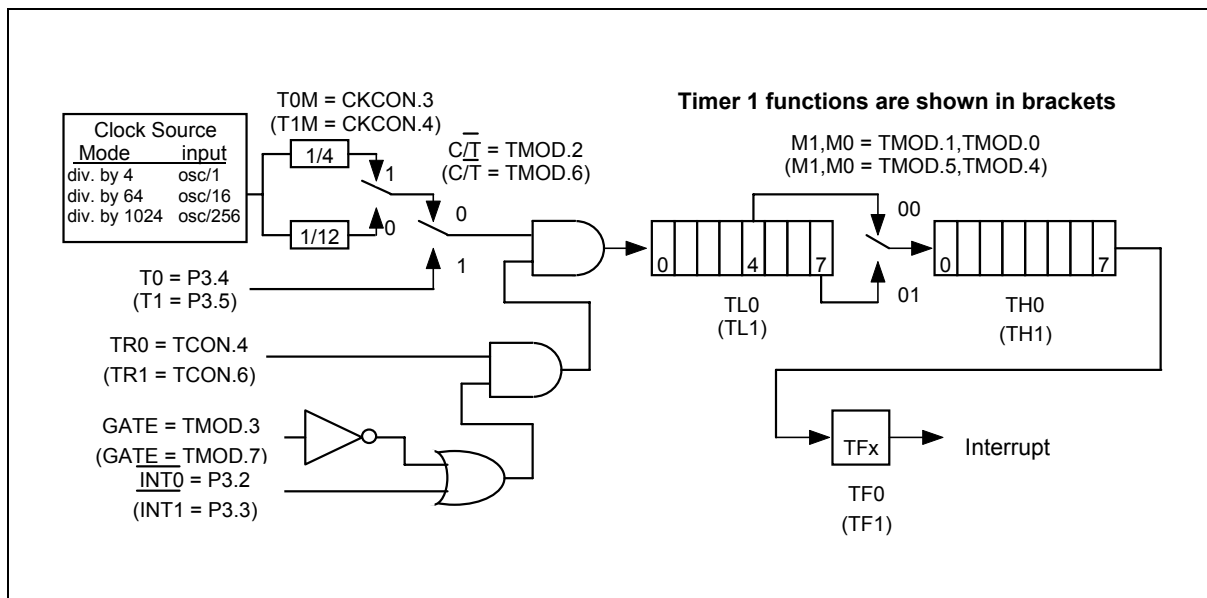 T0M = CKCON.3
(T1M = CKCON.4)
Timer 1 functions are shown in brackets
Clock Source
Mode input
div. by 4 osc/1
div. by 64 osc/16
div. by 1024 osc/256
1/4
1/12
1
0
C/T̅ = TMOD.2
(C/T̅ = TMOD.6)
0
1
M1,M0 = TMOD.1,TMOD.0
(M1,M0 = TMOD.5,TMOD.4)
00
01
0 4 7
TL0
(TL1)
0 7
TH0
(TH1)
T0 = P3.4
(T1 = P3.5)
TR0 = TCON.4
(TR1 = TCON.6)
GATE = TMOD.3
(GATE = TMOD.7)
I̅N̅T̅0̅ = P3.2
(I̅N̅T̅1̅ = P3.3)
TFx
Interrupt
TF0
(TF1)